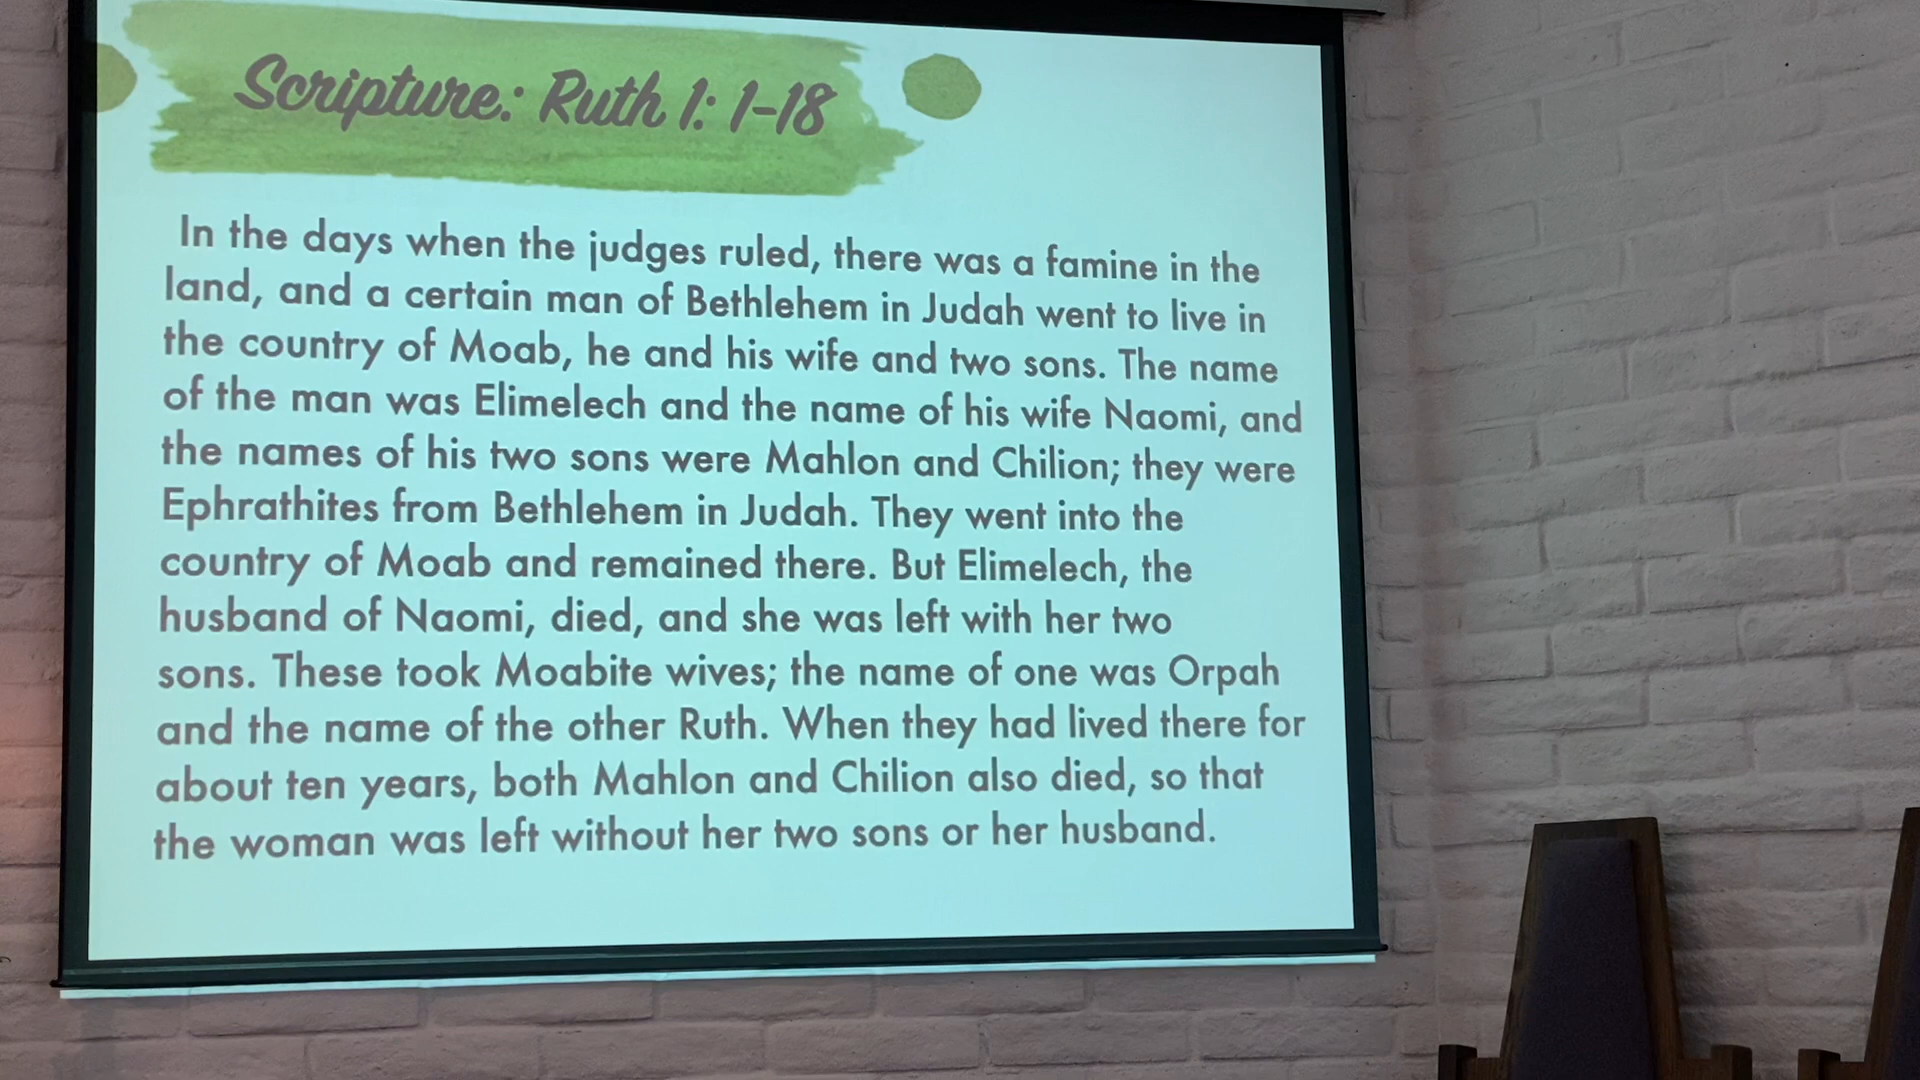 Scripture: Ruth 1: 1-18
In the days when the judges ruled, there was a famine in the
land, and a certain man of Bethlehem in Judah went to live in
the country of Moab, he and his wife and two sons. The name
of the man was Elimelech and the name of his wife Naomi, and
the names of his two sons were Mahlon and Chilion; they were
Ephrathites from Bethlehem in Judah. They went into the
country of Moab and remained there. But Elimelech, the
husband of Naomi, died, and she was left with her two
sons. These took Moabite wives; the name of one was Orpah
and the name of the other Ruth. When they had lived there for
about ten years, both Mahlon and Chilion also died, so that
the woman was left without her two sons or her husband.